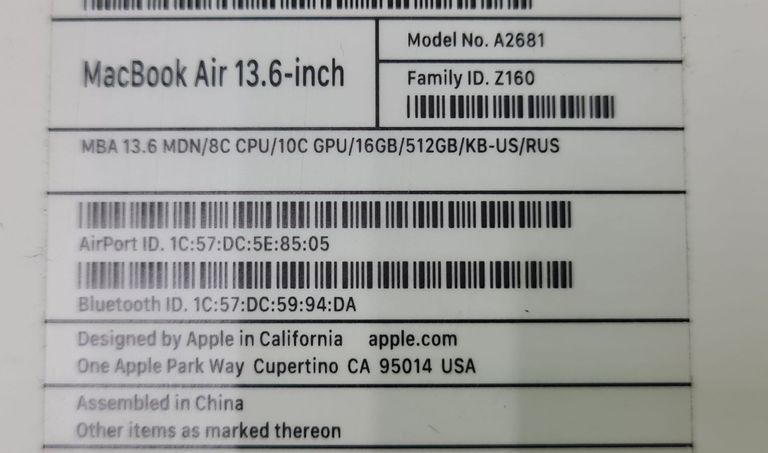 MacBook Air 13.6-inch
Model No. A2681
Family ID. Z160
MBA 13.6 MDN/8C CPU/10C GPU/16GB/512GB/KB-US/RUS
AirPort ID. 1C:57:DC:5E:85:05
Bluetooth ID. 1C:57:DC:59:94:DA
Designed by Apple in California apple.com
One Apple Park Way Cupertino CA 95014 USA
Assembled in China
Other items as marked thereon